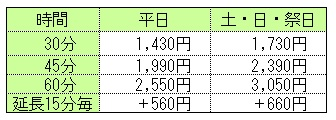 時間 平日 土・日・祭日
30分 1,430円 1,730円
45分 1,990円 2,390円
60分 2,550円 3,050円
延長15分毎 +560円 +660円